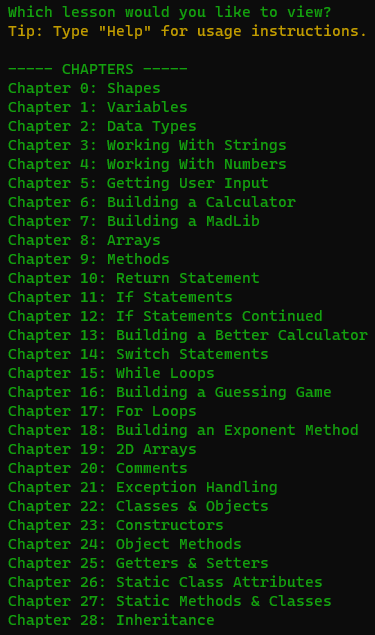 Which lesson would you like to view?
Tip: Type "Help" for usage instructions.
----- CHAPTERS -----
Chapter 0: Shapes
Chapter 1: Variables
Chapter 2: Data Types
Chapter 3: Working With Strings
Chapter 4: Working With Numbers
Chapter 5: Getting User Input
Chapter 6: Building a Calculator
Chapter 7: Building a MadLib
Chapter 8: Arrays
Chapter 9: Methods
Chapter 10: Return Statement
Chapter 11: If Statements
Chapter 12: If Statements Continued
Chapter 13: Building a Better Calculator
Chapter 14: Switch Statements
Chapter 15: While Loops
Chapter 16: Building a Guessing Game
Chapter 17: For Loops
Chapter 18: Building an Exponent Method
Chapter 19: 2D Arrays
Chapter 20: Comments
Chapter 21: Exception Handling
Chapter 22: Classes & Objects
Chapter 23: Constructors
Chapter 24: Object Methods
Chapter 25: Getters & Setters
Chapter 26: Static Class Attributes
Chapter 27: Static Methods & Classes
Chapter 28: Inheritance